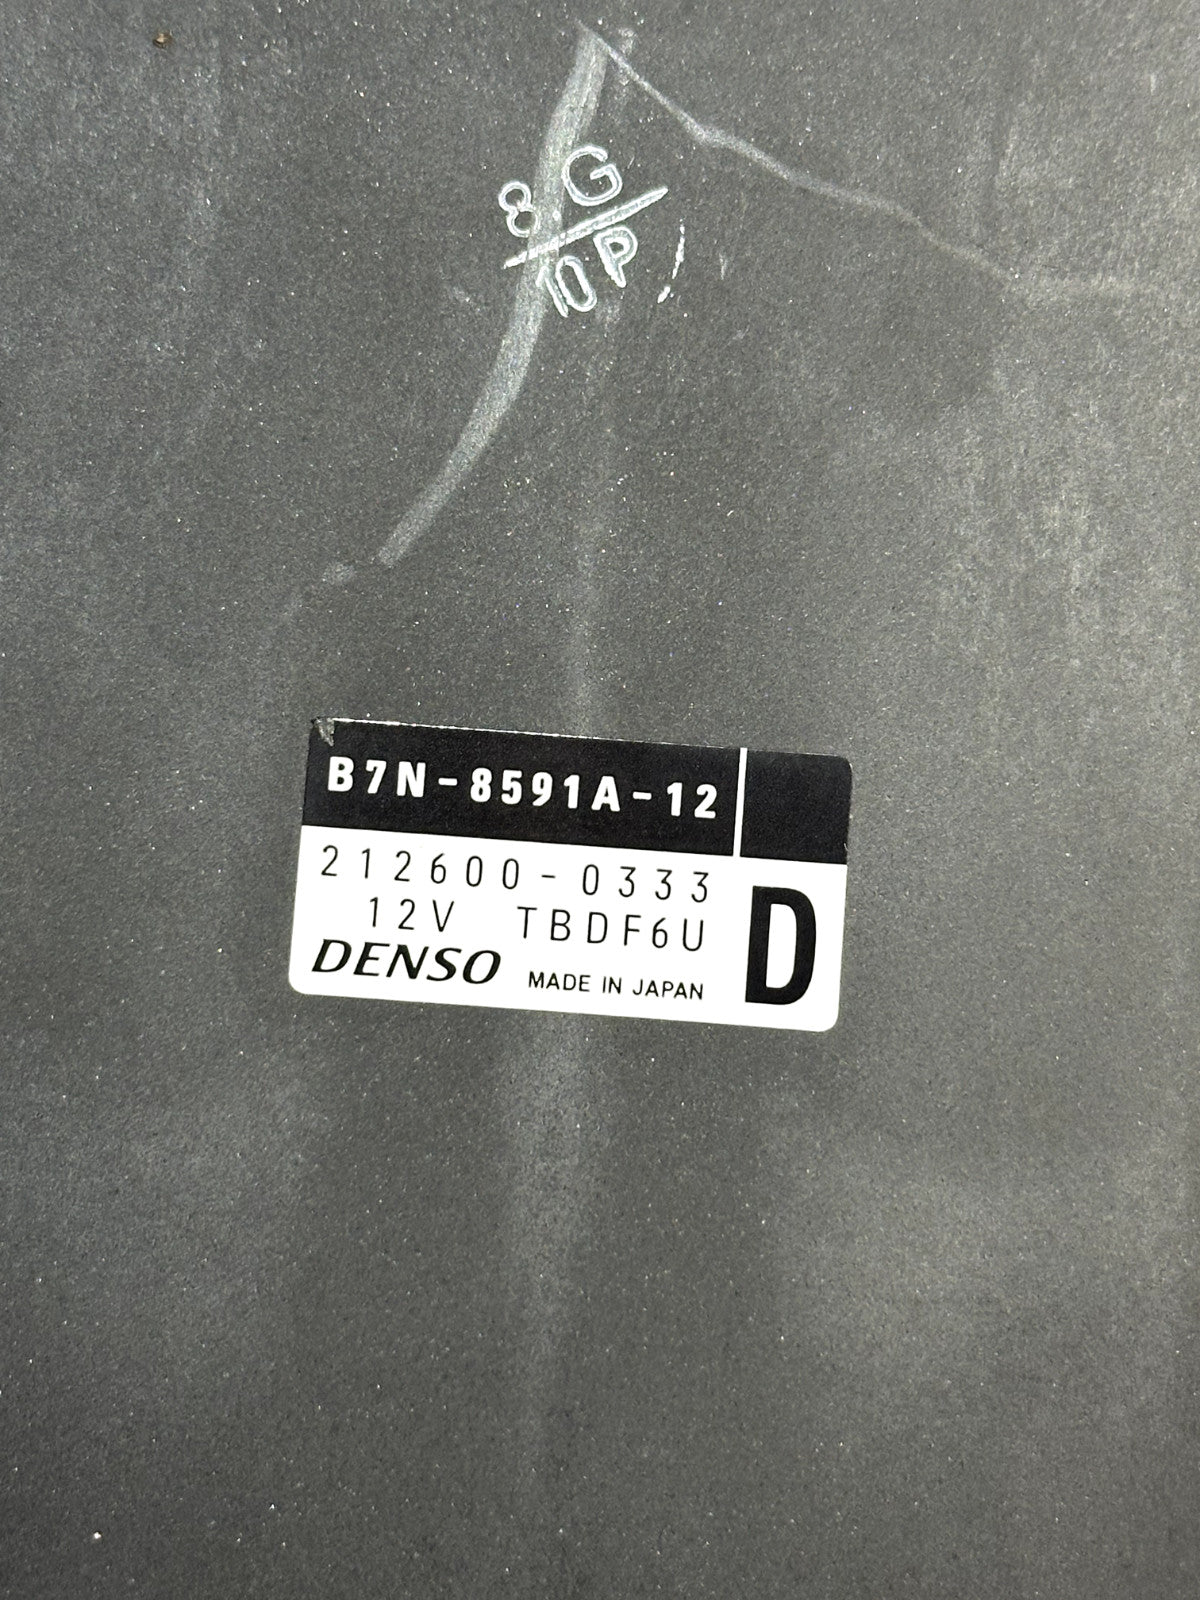 8 G
10 P
B7N-8591A-12
212600-0333
12V TBDF6U
D
DENSO MADE IN JAPAN